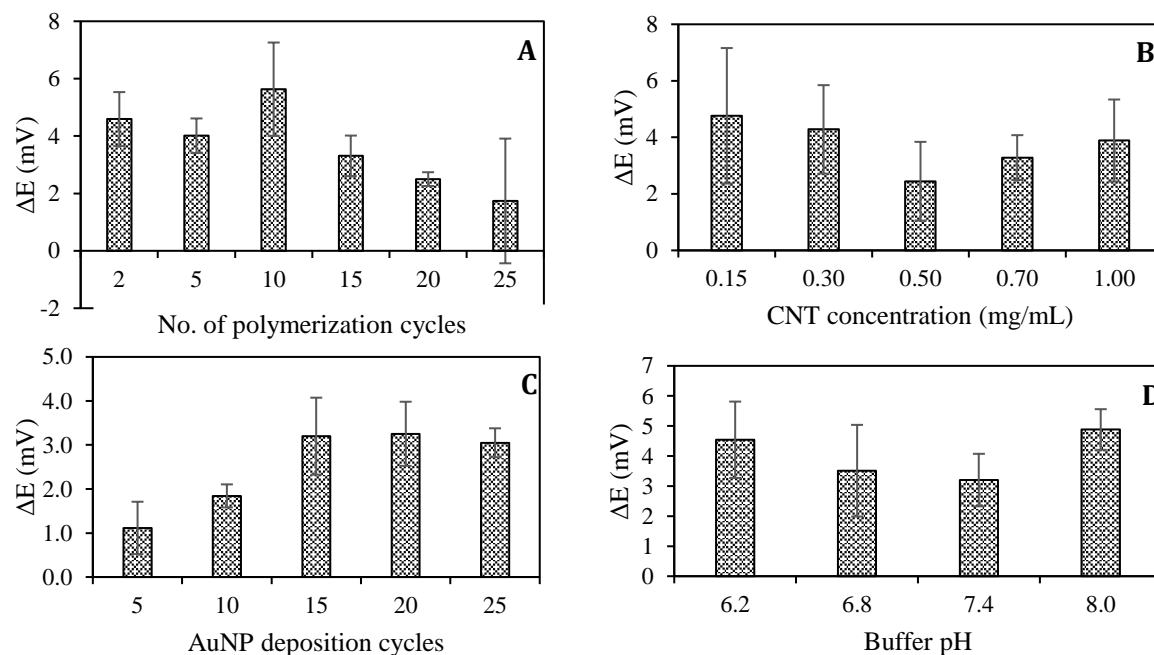 A
8
6
4
2
0
-2
ΔE (mV)
2 5 10 15 20 25
No. of polymerization cycles
B
8
6
4
2
0
ΔE (mV)
0.15 0.30 0.50 0.70 1.00
CNT concentration (mg/mL)
C
5.0
4.0
3.0
2.0
1.0
0.0
ΔE (mV)
5 10 15 20 25
AuNP deposition cycles
D
7
6
5
4
3
2
1
0
ΔE (mV)
6.2 6.8 7.4 8.0
Buffer pH